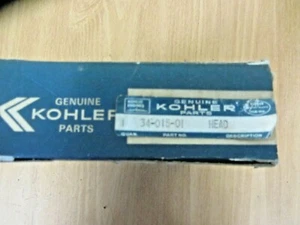 GENUINE
KOHLER
PARTS
GENUINE
KOHLER
PARTS
34-015-01 HEAD
QUAN. PART NO. DESCRIPTION